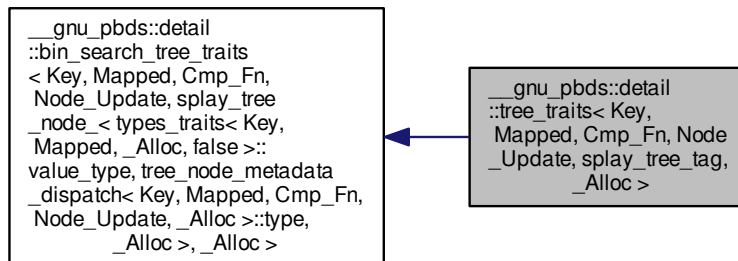 __gnu_pbds::detail
::bin_search_tree_traits
< Key, Mapped, Cmp_Fn,
Node_Update, splay_tree
_node_< types_traits< Key,
Mapped, _Alloc, false >::
value_type, tree_node_metadata
_dispatch< Key, Mapped, Cmp_Fn,
Node_Update, _Alloc >::type,
_Alloc >, _Alloc >
__gnu_pbds::detail
::tree_traits< Key,
Mapped, Cmp_Fn, Node
_Update, splay_tree_tag,
_Alloc >